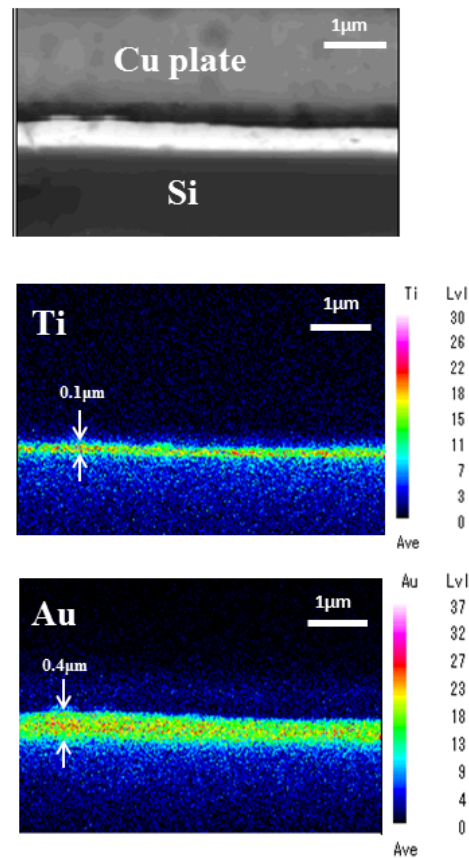 1μm
Cu plate
Si
Ti
1μm
0.1μm
Ti Lvl
30
26
22
18
15
11
7
3
0
Ave
Au
1μm
0.4μm
Au Lvl
37
32
27
23
18
13
9
4
0
Ave